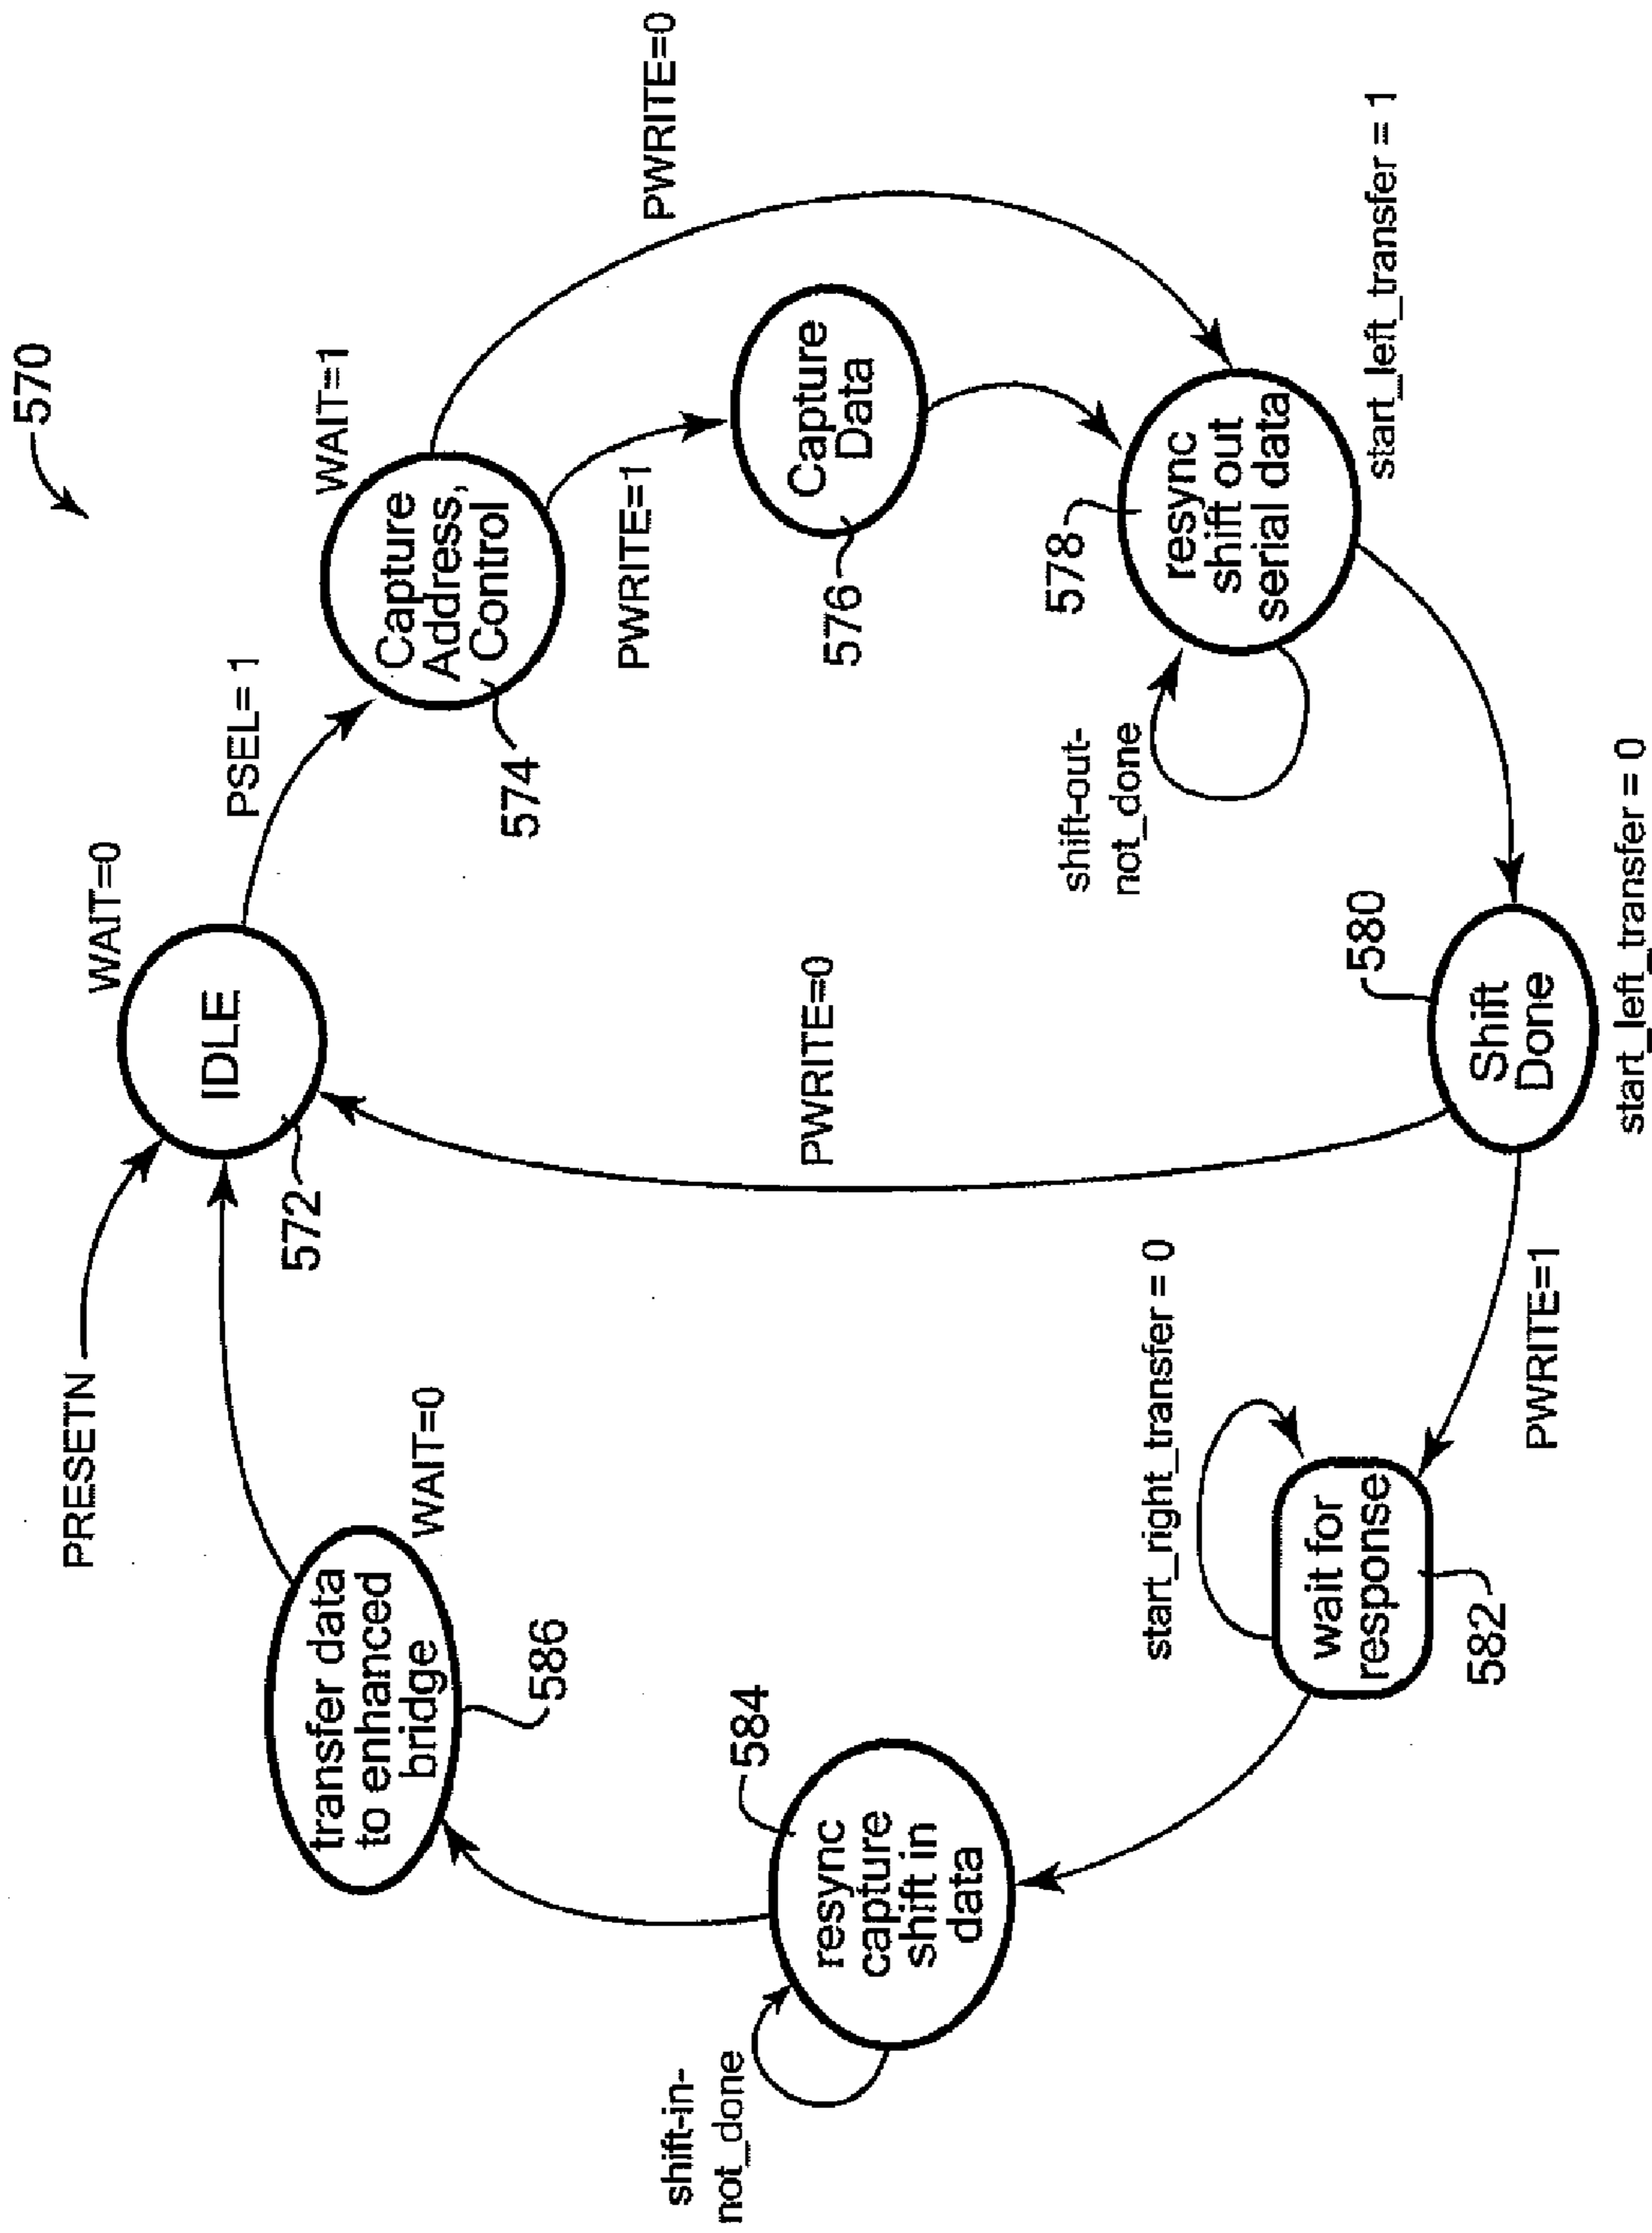 570
PRESETN
WAIT=0
IDLE
572
PSEL= 1
WAIT=1
Capture
Address,
Control
574
PWRITE=0
PWRITE=1
Capture
Data
576
578
resync
shift out
serial data
shift-out-
not_done
start_left_transfer = 1
580
Shift
Done
start_left_transfer = 0
PWRITE=0
PWRITE=1
start_right_transfer = 0
wait for
response
582
584
resync
capture
shift in
data
shift-in-
not_done
transfer data
to enhanced
bridge
586
WAIT=0